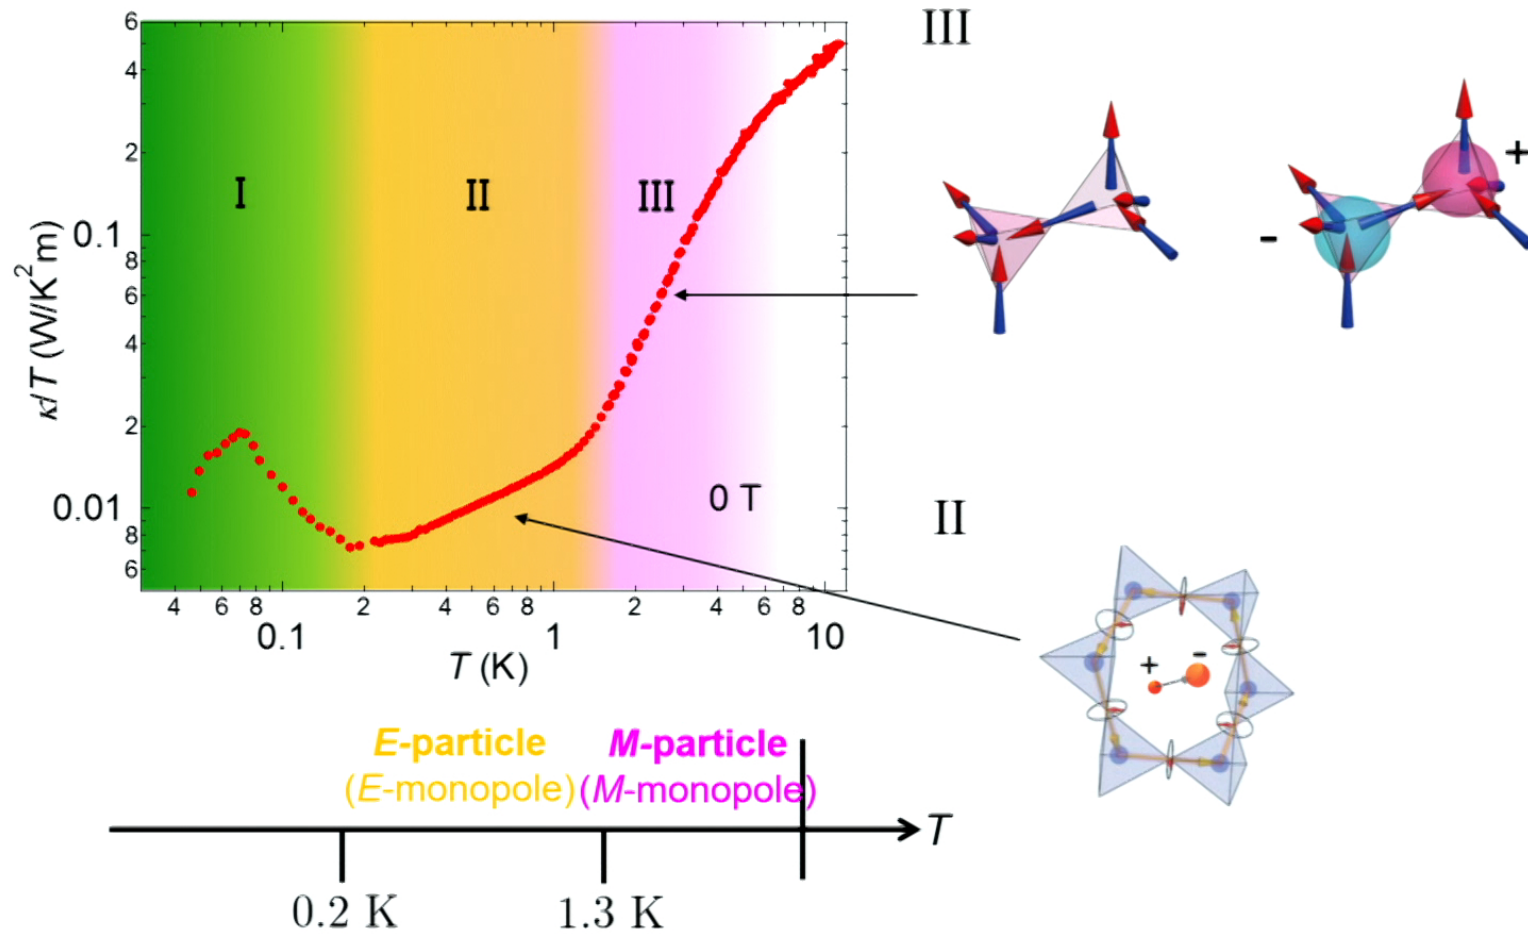 6
4
2
0.1
8
6
4
2
0.01
8
6
κ/T (W/K²m)
I
II
III
0 T
4 6 8 2 4 6 8 2 4 6 8
0.1 1 10
T (K)
III
+
-
II
+ -
E-particle M-particle
(E-monopole) (M-monopole)
T
0.2 K 1.3 K